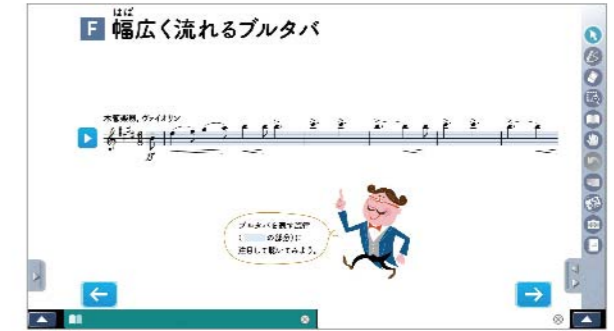 はば
F 幅広く流れるブルタバ
木管楽器, ヴァイオリン
ff
ブルタバを表す旋律
( の部分)に
注目して聴いてみよう。